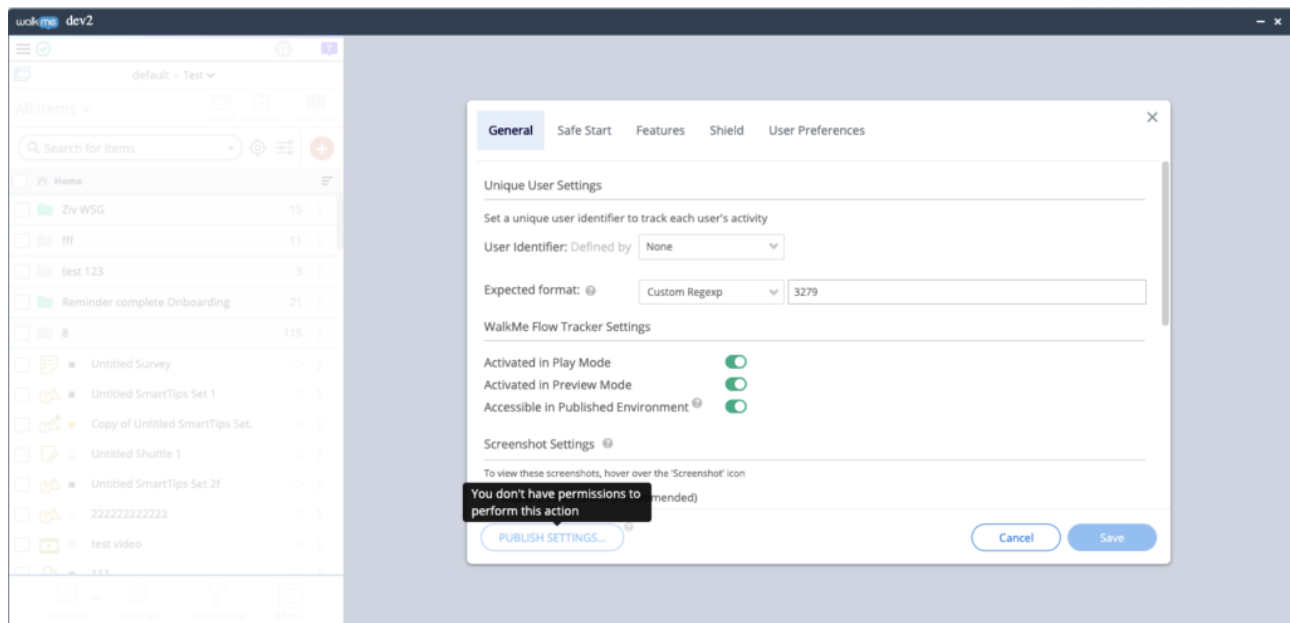 walkme dev2
default - Test
All Items
Search for items
Home
Ziv WSG 15
fff 11
test 123 3
Reminder complete Onboarding 21
8 115
Untitled Survey
Untitled SmartTips Set 1
Copy of Untitled SmartTips Set.
Untitled Shuttle 1
Untitled SmartTips Set 2f
222222222222
test video
111
General Safe Start Features Shield User Preferences
Unique User Settings
Set a unique user identifier to track each user's activity
User Identifier: Defined by None
Expected format: Custom Regexp 3279
WalkMe Flow Tracker Settings
Activated in Play Mode
Activated in Preview Mode
Accessible in Published Environment
Screenshot Settings
To view these screenshots, hover over the 'Screenshot' icon
You don't have permissions to
perform this action
mended)
PUBLISH SETTINGS...
Cancel Save